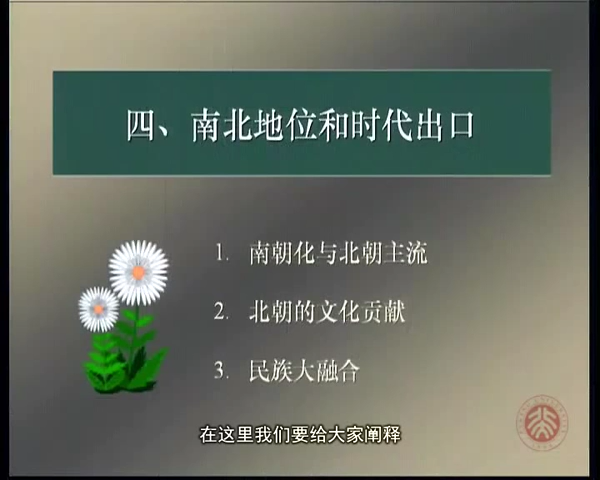 四、南北地位和时代出口
1. 南朝化与北朝主流
2. 北朝的文化贡献
3. 民族大融合
在这里我们要给大家阐释